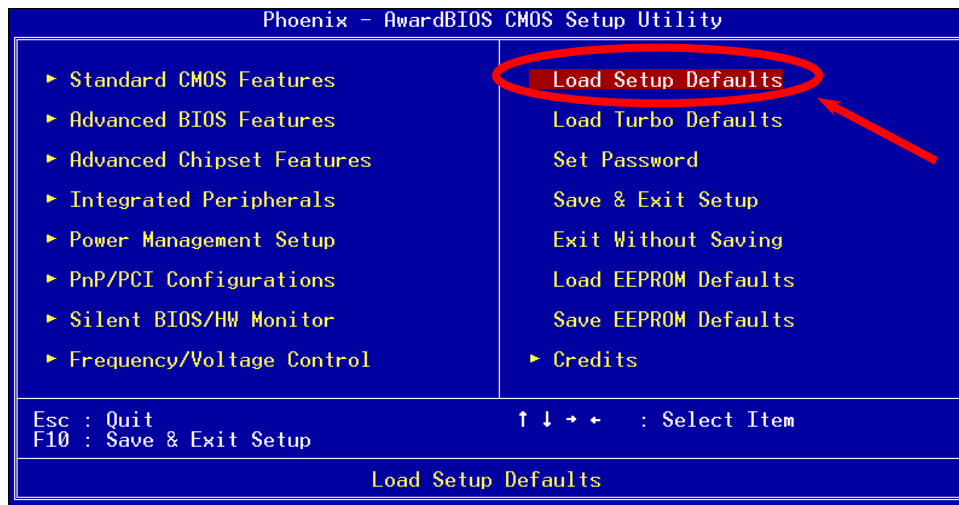 Phoenix - AwardBIOS CMOS Setup Utility
► Standard CMOS Features
► Advanced BIOS Features
► Advanced Chipset Features
► Integrated Peripherals
► Power Management Setup
► PnP/PCI Configurations
► Silent BIOS/HW Monitor
► Frequency/Voltage Control
Load Setup Defaults
Load Turbo Defaults
Set Password
Save & Exit Setup
Exit Without Saving
Load EEPROM Defaults
Save EEPROM Defaults
► Credits
Esc : Quit
F10 : Save & Exit Setup
↑ ↓ → ← : Select Item
Load Setup Defaults